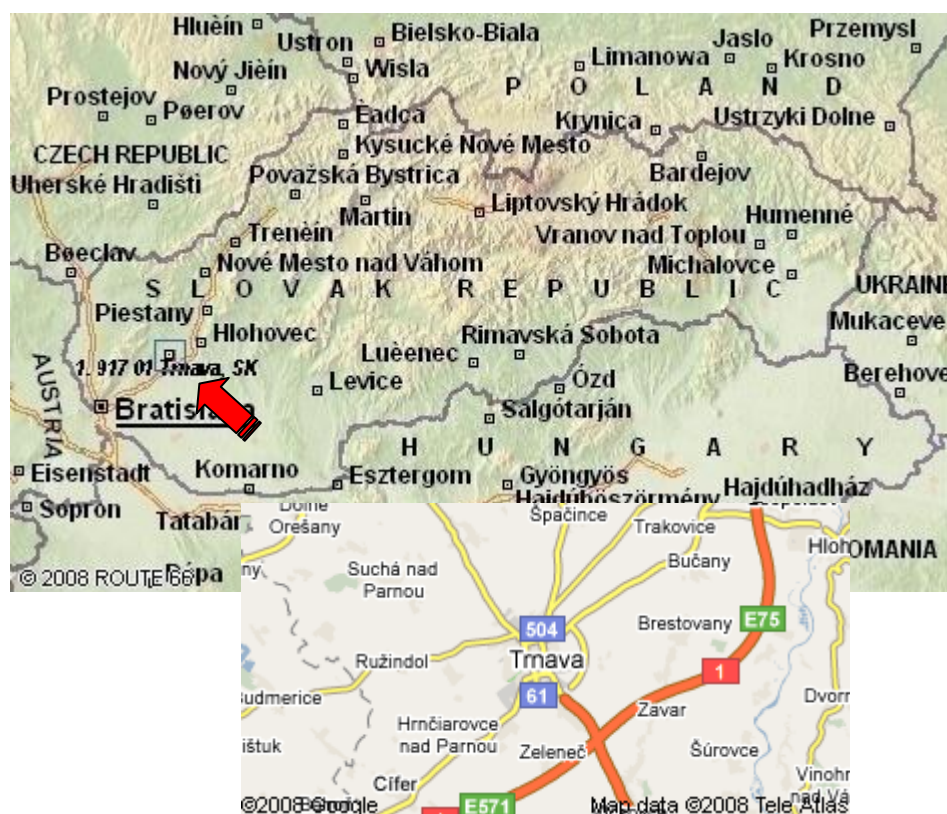 Hluèín
Ustron
Bielsko-Biala
Jaslo
Przemysl
Limanowa
Krosno
Nový Jièín
Wisla
P O L A N D
Prostejov
Pøerov
Èadca
Krynica
Ustrzyki Dolne
CZECH REPUBLIC
Kysucké Nové Mesto
Bardejov
Uherské Hradišti
Považská Bystrica
Martin
Liptovský Hrádok
Humenné
Trenèín
Vranov nad Toplou
Bøeclav
Nové Mesto nad Váhom
Michalovce
S L O V A K R E P U B L I C
UKRAINE
Piestany
Hlohovec
Rimavská Sobota
Mukaceve
Luèenec
AUSTRIA
1. 917 01 Trnava, SK
Levice
Ózd
Berehove
Bratislava
Salgótarján
H U N G A R Y
Eisenstadt
Komarno
Esztergom
Gyöngyös
Hajdúböszörmény
Hajdúhadház
Sopron
Tatabán
OMANIA
© 2008 ROUTE 66
Pápa
Dolné
Orešany
Špačince
Trakovice
Hloh
Bučany
Suchá nad
Parnou
504
Brestovany
E75
Ružindol
Trnava
1
61
udmerice
Zavar
Dvorn
Hrnčiarovce
nad Parnou
ištuk
Zeleneč
Šúrovce
Cífer
Vinohr
nad Vá
©2008 Google
E571
Map data ©2008 Tele Atlas